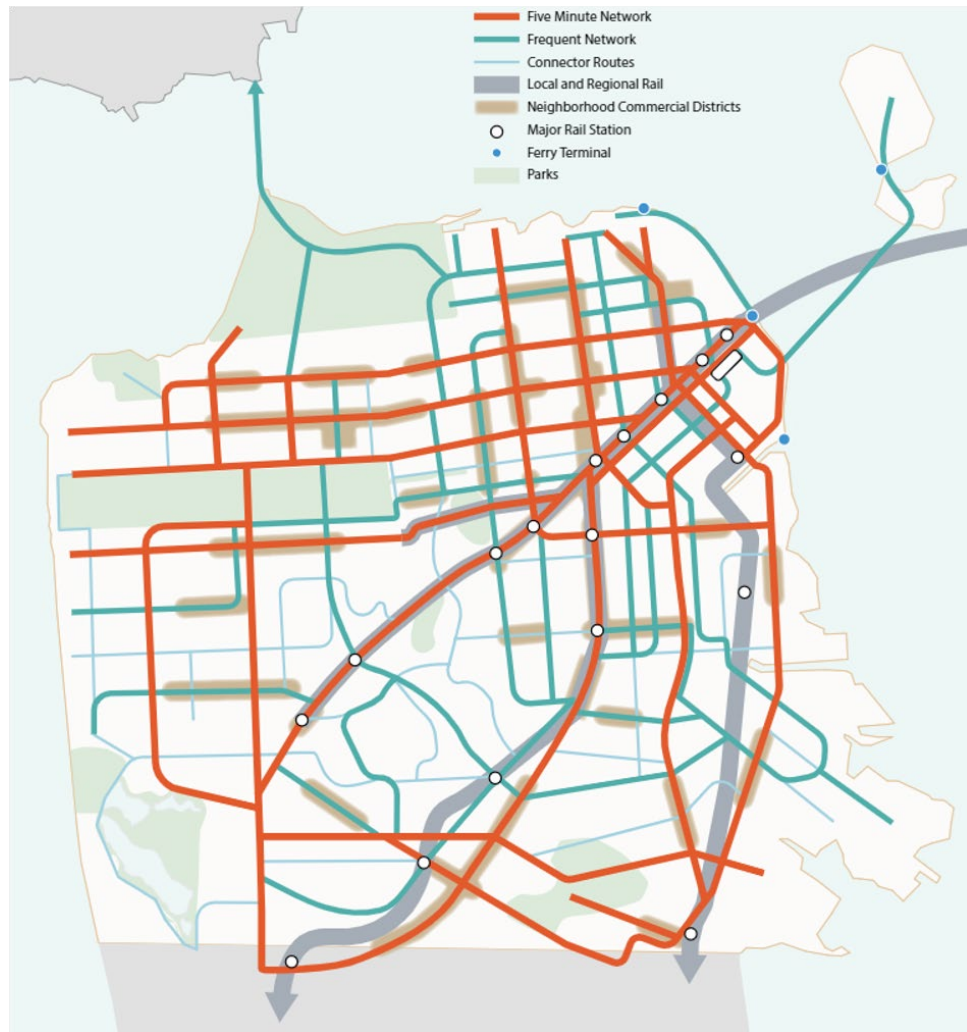 Five Minute Network
Frequent Network
Connector Routes
Local and Regional Rail
Neighborhood Commercial Districts
Major Rail Station
Ferry Terminal
Parks